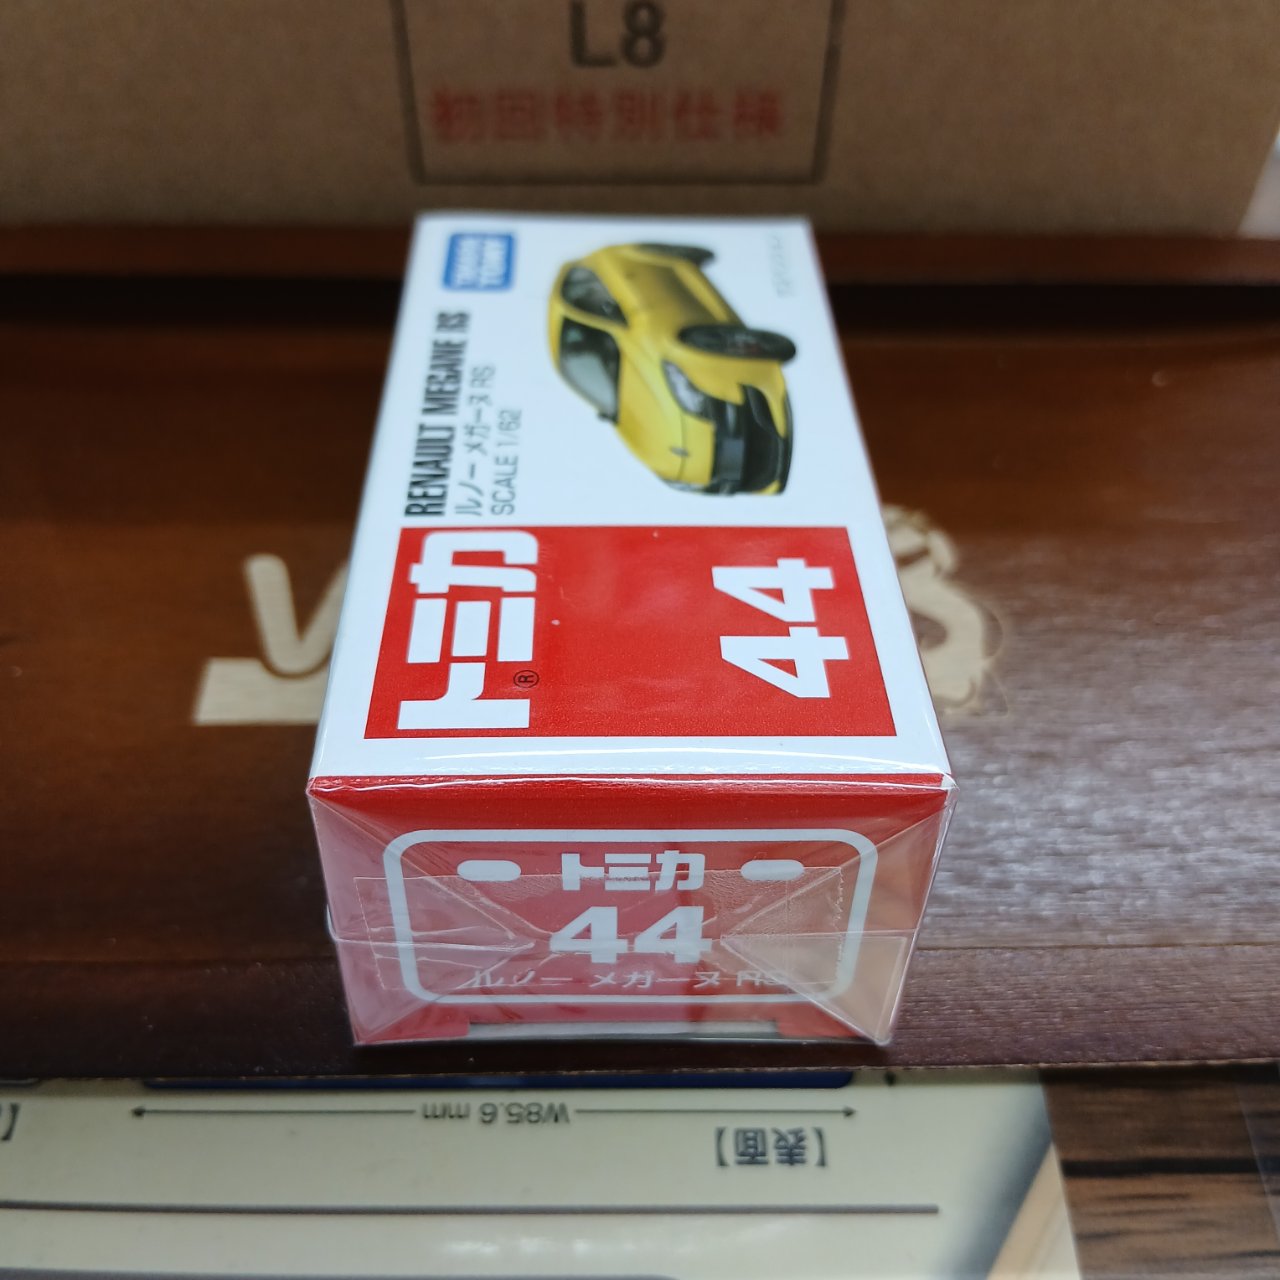 L8
初回特別仕様
TAKARA
TOMY
RENAULT MEGANE RS
ルノー メガーヌ RS
SCALE 1/62
トミカ®
44
トミカ
44
ルノー メガーヌ RS
W85.6 mm
【表面】